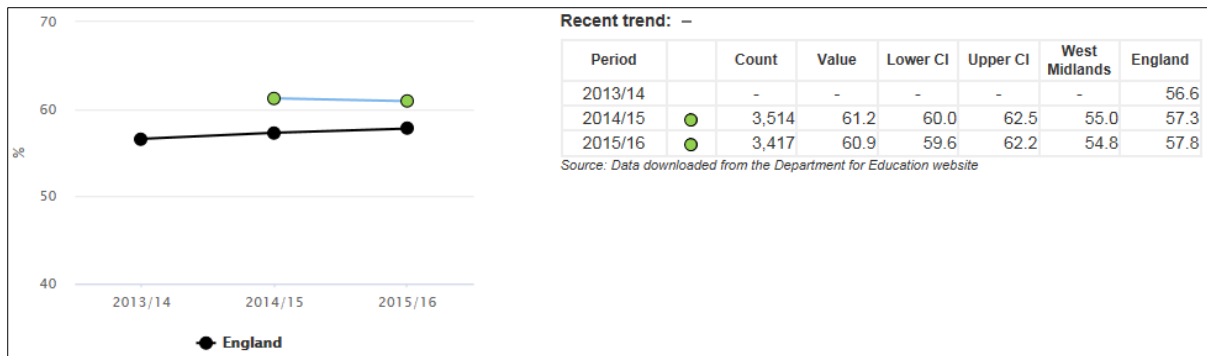 70
60
%
50
40
2013/14 2014/15 2015/16
England
Recent trend: –
Period Count Value Lower CI Upper CI West Midlands England
2013/14 - - - - - 56.6
2014/15 3,514 61.2 60.0 62.5 55.0 57.3
2015/16 3,417 60.9 59.6 62.2 54.8 57.8
Source: Data downloaded from the Department for Education website